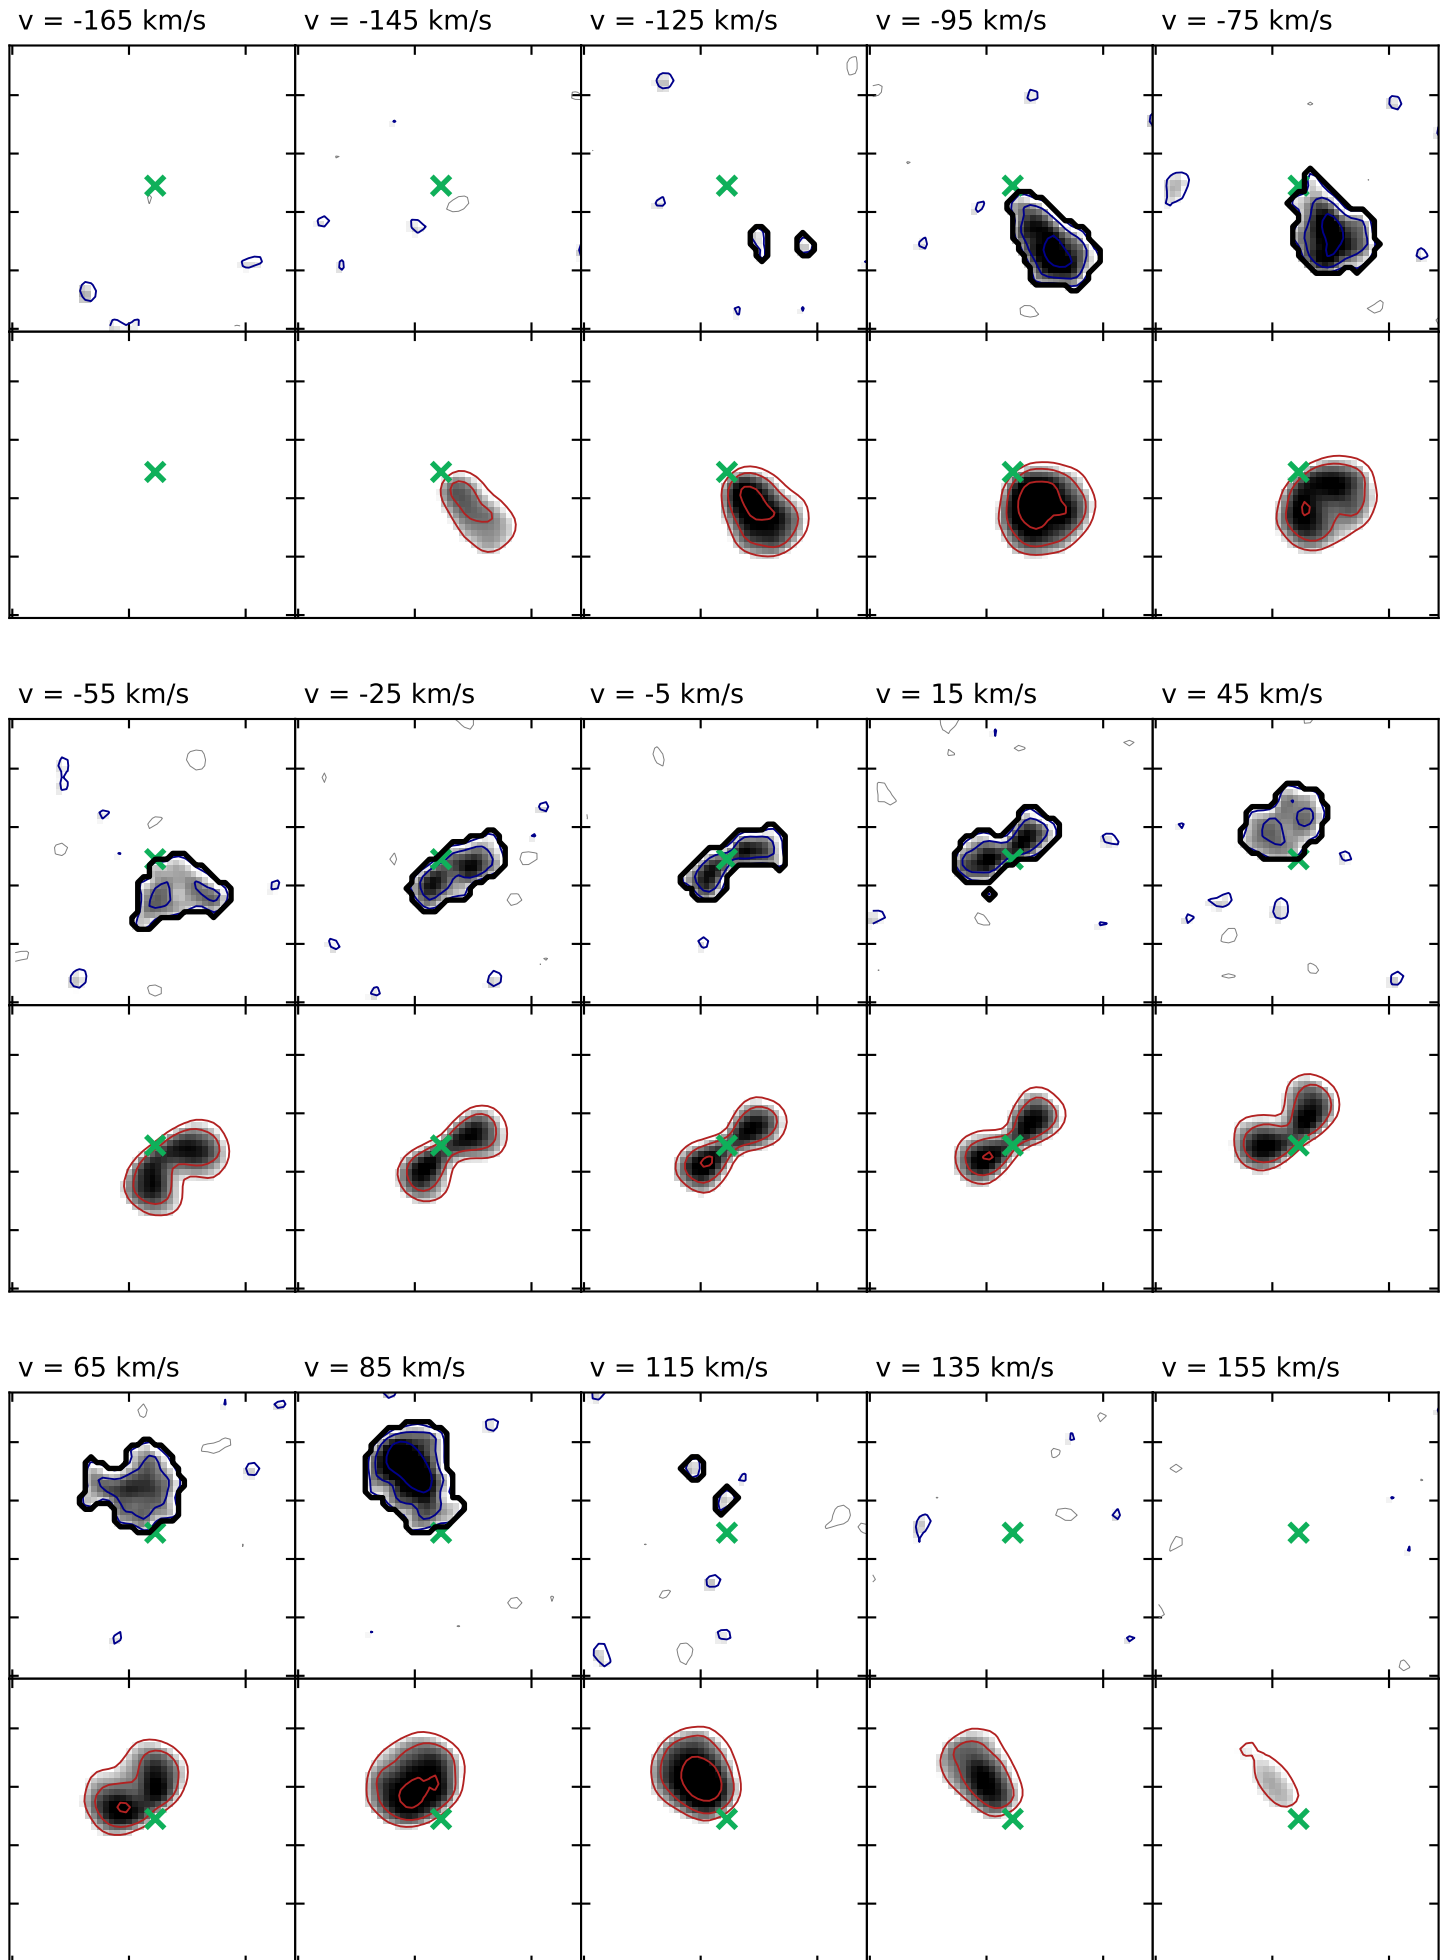 v = -165 km/s v = -145 km/s v = -125 km/s v = -95 km/s v = -75 km/s
v = -55 km/s v = -25 km/s v = -5 km/s v = 15 km/s v = 45 km/s
v = 65 km/s v = 85 km/s v = 115 km/s v = 135 km/s v = 155 km/s